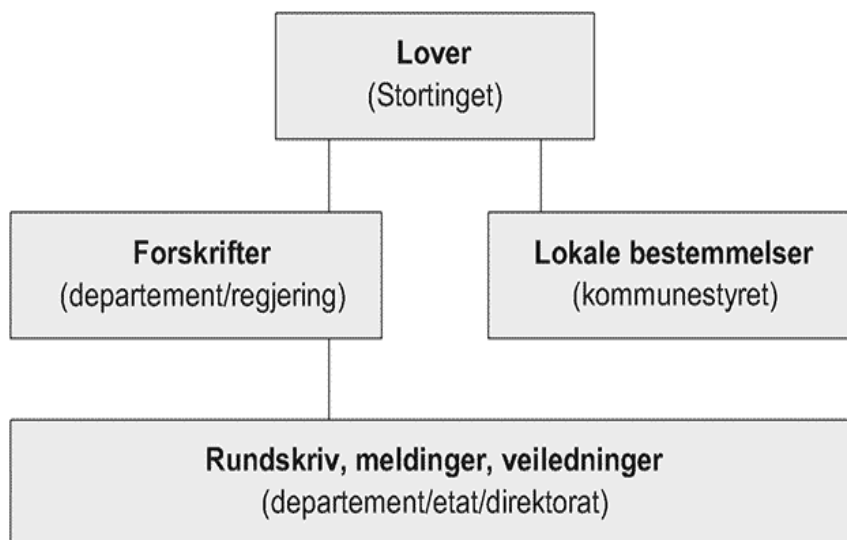 Lover
(Stortinget)
Forskrifter
(departement/regjering)
Lokale bestemmelser
(kommunestyret)
Rundskriv, meldinger, veiledninger
(departement/etat/direktorat)